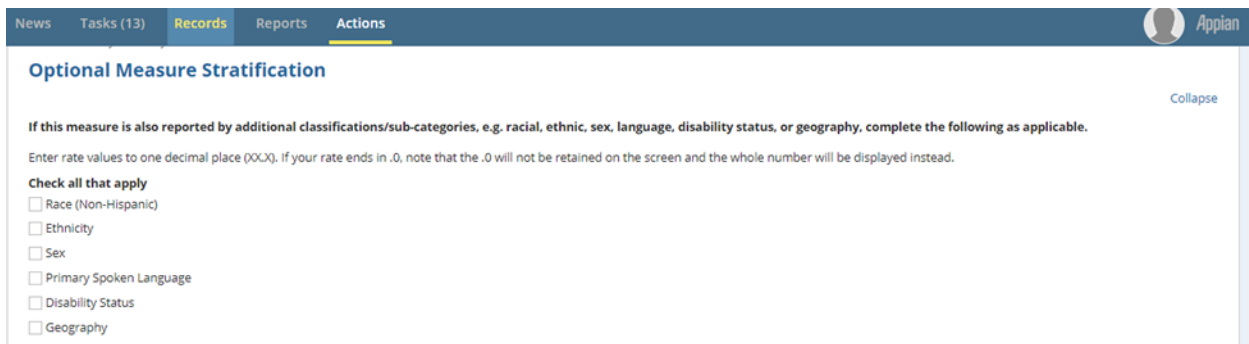 News Tasks (13) Records Reports Actions Appian
Optional Measure Stratification
Collapse
If this measure is also reported by additional classifications/sub-categories, e.g. racial, ethnic, sex, language, disability status, or geography, complete the following as applicable.
Enter rate values to one decimal place (XX.X). If your rate ends in .0, note that the .0 will not be retained on the screen and the whole number will be displayed instead.
Check all that apply
Race (Non-Hispanic)
Ethnicity
Sex
Primary Spoken Language
Disability Status
Geography